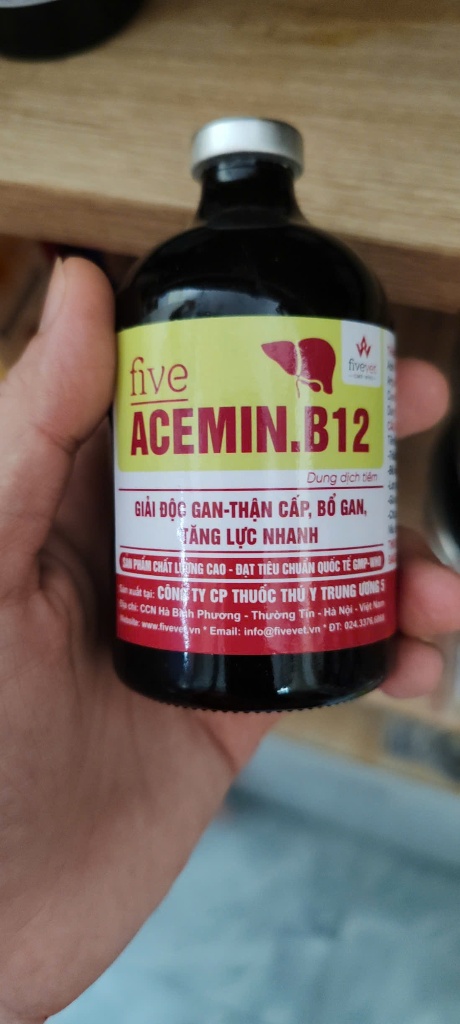 five
fivevet
ACEMIN.B12
Dung dịch tiêm
GIẢI ĐỘC GAN-THẬN CẤP, BỔ GAN,
TĂNG LỰC NHANH
SẢN PHẨM CHẤT LƯỢNG CAO - ĐẠT TIÊU CHUẨN QUỐC TẾ GMP-WHO
Sản xuất tại: CÔNG TY CP THUỐC THÚ Y TRUNG ƯƠNG 5
Địa chỉ: CCN Hà Bình Phương - Thường Tín - Hà Nội - Việt Nam
Website: www.fivevet.vn * Email: info@fivevet.vn * ĐT: 024.3376